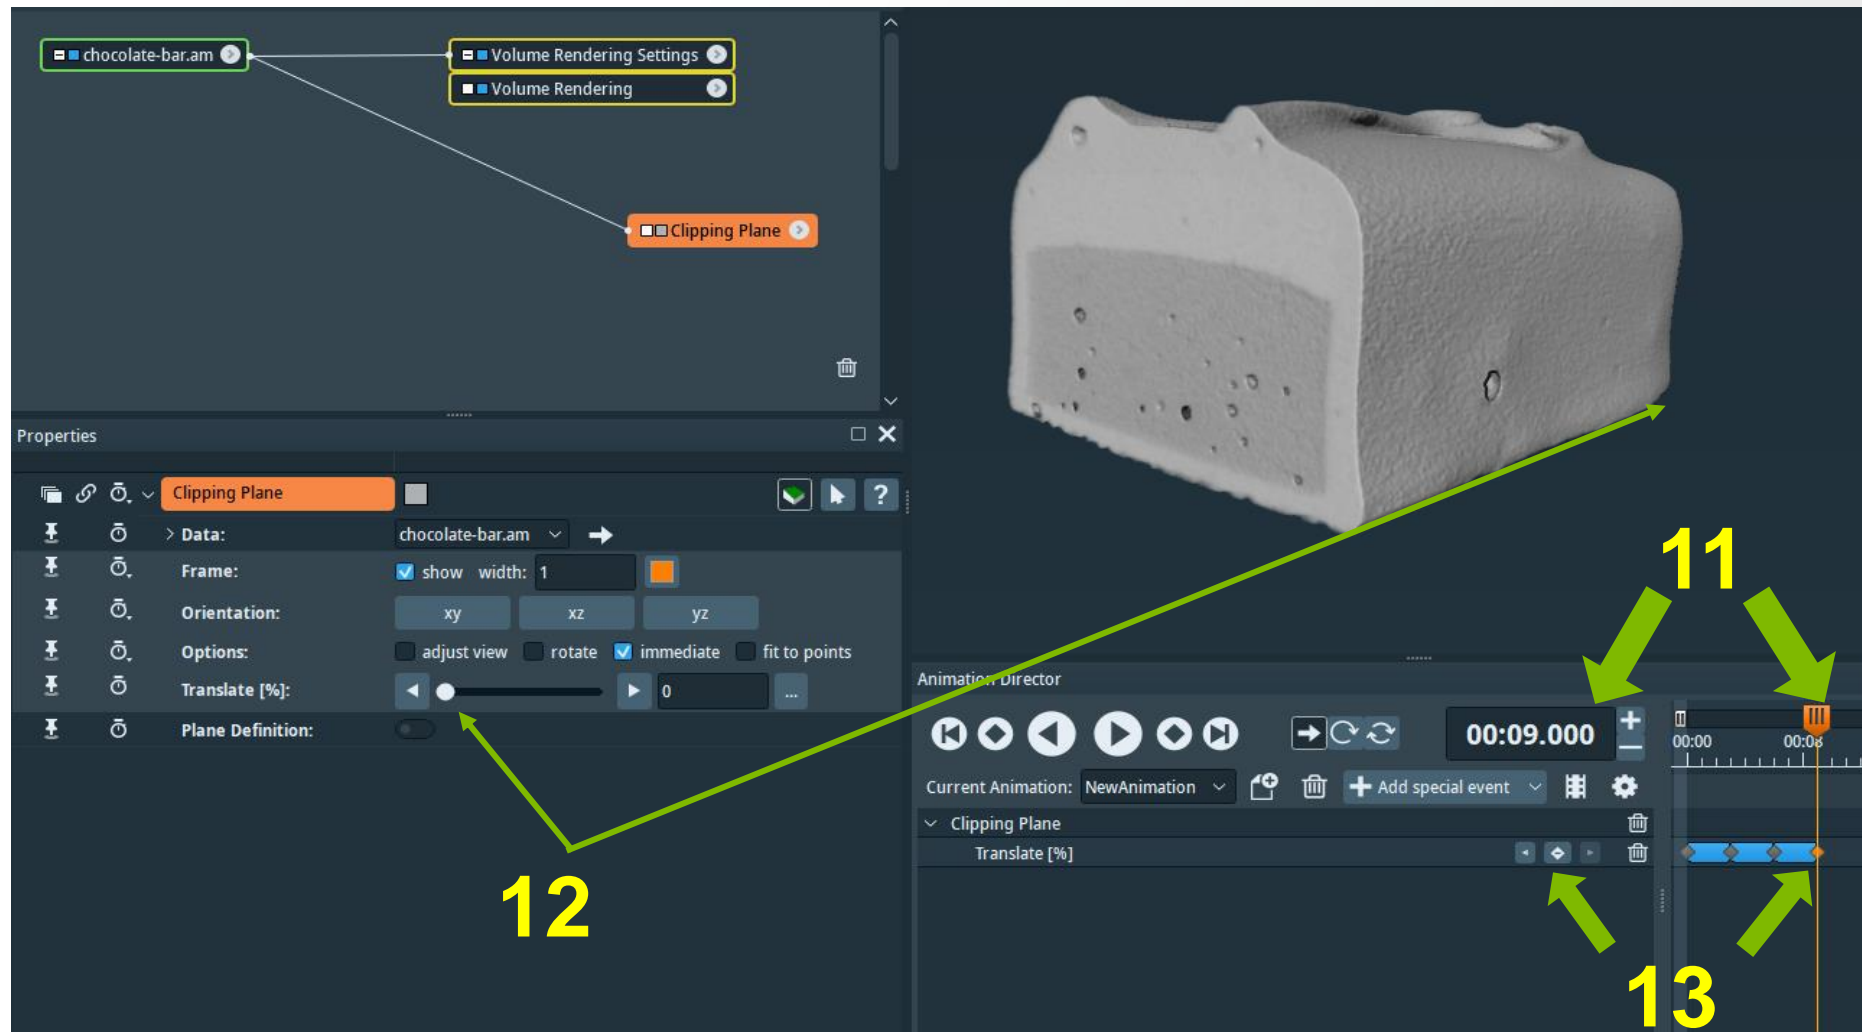 chocolate-bar.am
Volume Rendering Settings
Volume Rendering
Clipping Plane
Properties
Clipping Plane
?
Data:
chocolate-bar.am
Frame:
show width: 1
Orientation:
xy xz yz
Options:
adjust view rotate immediate fit to points
Translate [%]:
0
...
Plane Definition:
12
11
Animation Director
00:09.000
00:00 00:08
Current Animation: NewAnimation
Add special event
Clipping Plane
Translate [%]
13